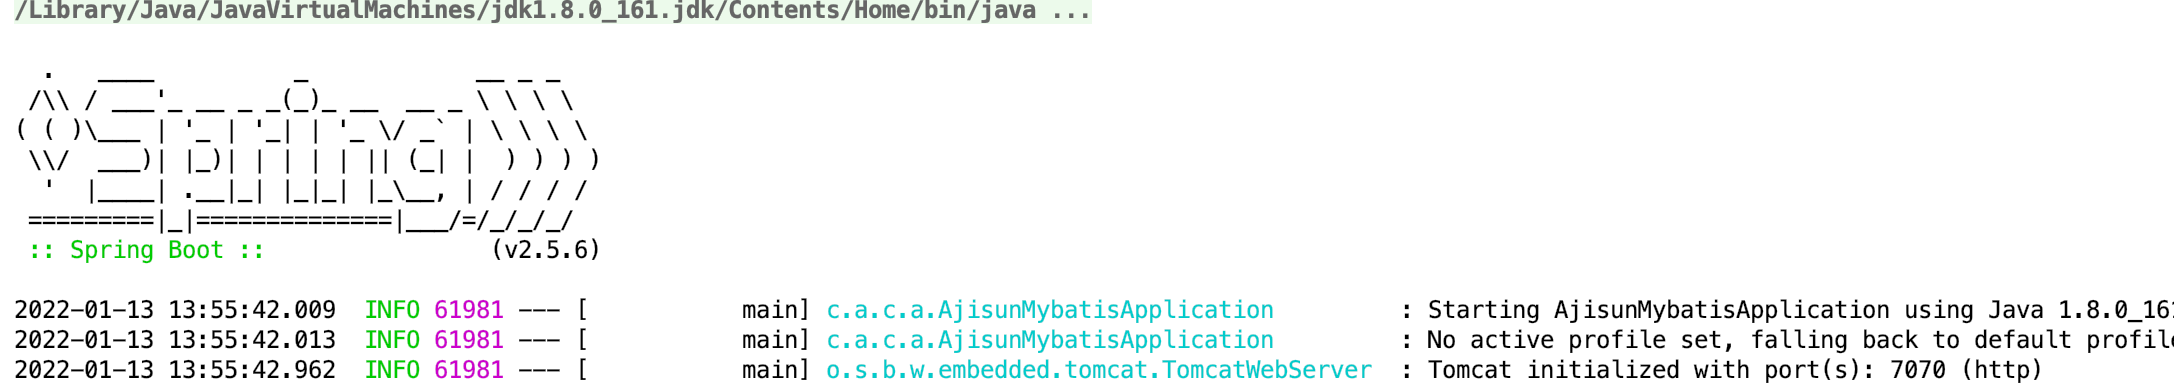 /Library/Java/JavaVirtualMachines/jdk1.8.0_161.jdk/Contents/Home/bin/java ...
  .   ____          _            __ _ _
 /\\ / ___'_ __ _ _(_)_ __  __ _ \ \ \ \
( ( )\___ | '_ | '_| | '_ \/ _` | \ \ \ \
 \\/  ___)| |_)| | | | | || (_| |  ) ) ) )
  '  |____| .__|_| |_|_| |_\__, | / / / /
 =========|_|==============|___/=/_/_/_/
 :: Spring Boot ::                (v2.5.6)
2022-01-13 13:55:42.009  INFO 61981 --- [           main] c.a.c.a.AjisunMybatisApplication         : Starting AjisunMybatisApplication using Java 1.8.0_161
2022-01-13 13:55:42.013  INFO 61981 --- [           main] c.a.c.a.AjisunMybatisApplication         : No active profile set, falling back to default profile
2022-01-13 13:55:42.962  INFO 61981 --- [           main] o.s.b.w.embedded.tomcat.TomcatWebServer  : Tomcat initialized with port(s): 7070 (http)